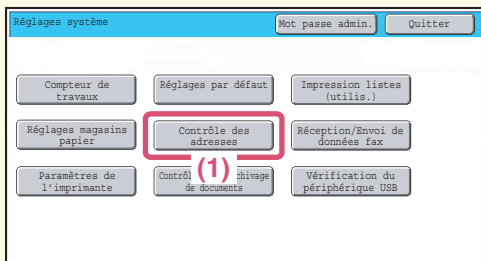 Réglages système
Mot passe admin.
Quitter
Compteur de
travaux
Réglages par défaut
Impression listes
(utilis.)
Réglages magasins
papier
Contrôle des
adresses
Réception/Envoi de
données fax
Paramètres de
l'imprimante
(1)
de documents
Vérification du
périphérique USB